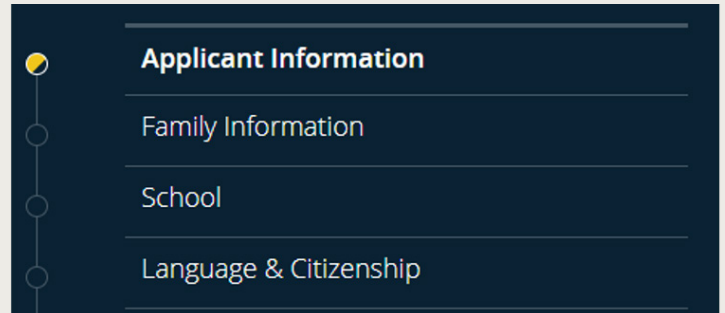 Applicant Information
Family Information
School
Language & Citizenship